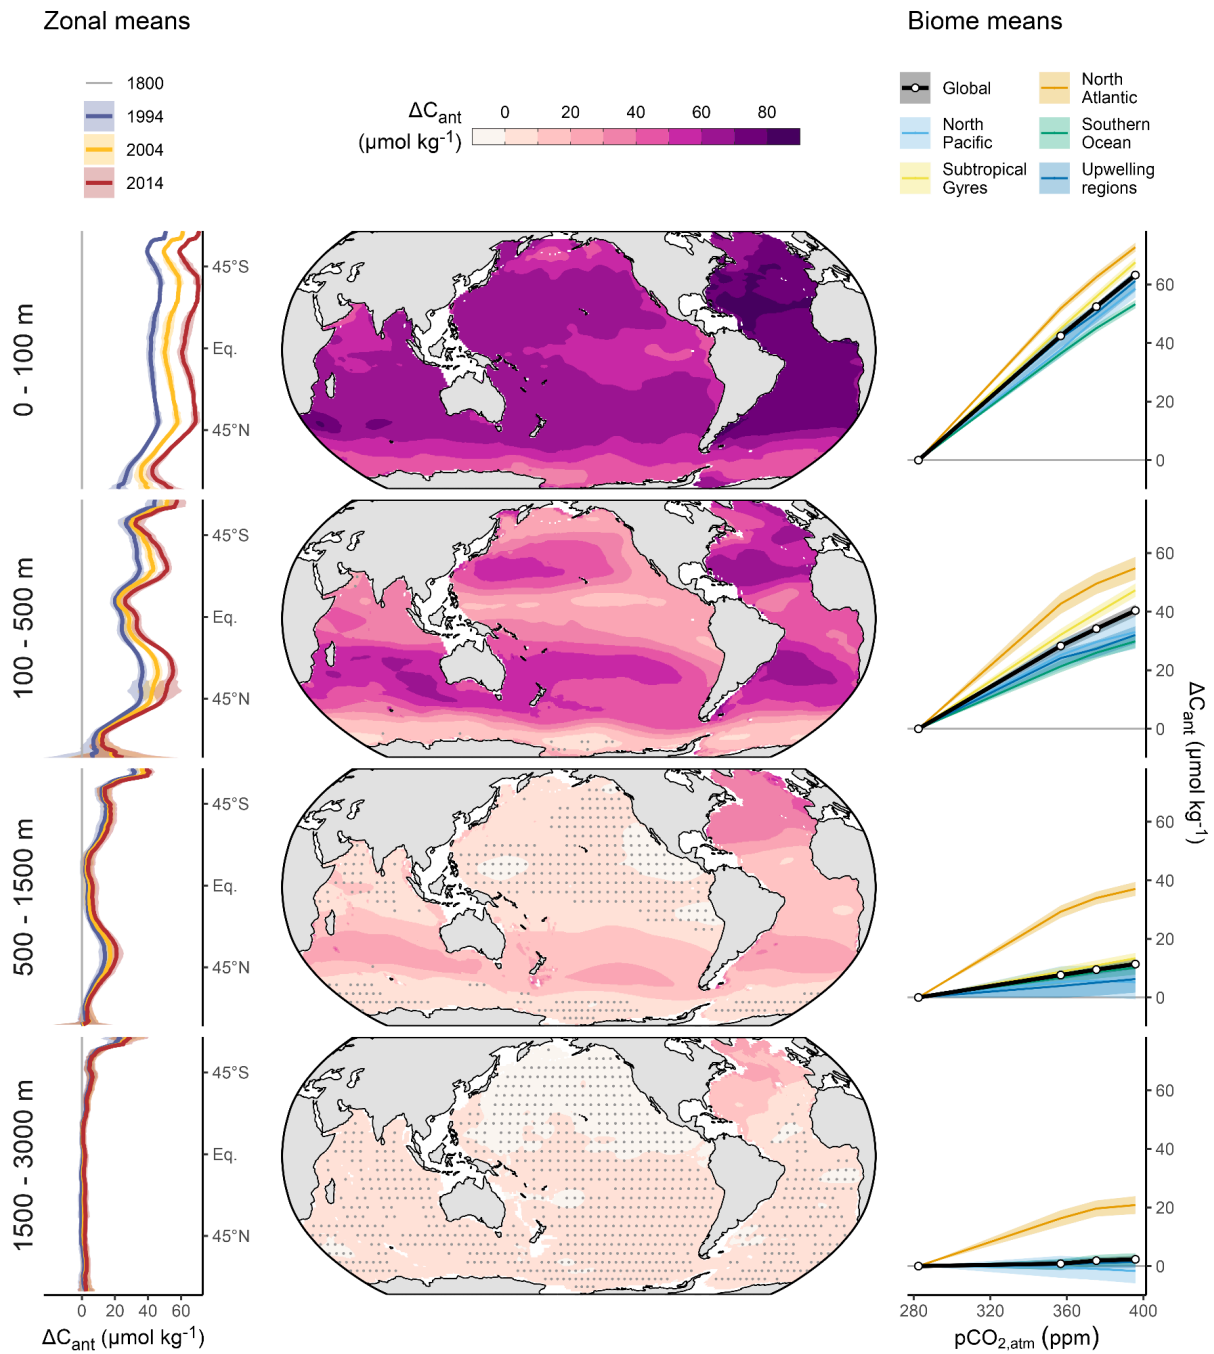 Zonal means
Biome means
1800
1994
2004
2014
ΔCant
(μmol kg-1)
0 20 40 60 80
Global
North
Atlantic
North
Pacific
Southern
Ocean
Subtropical
Gyres
Upwelling
regions
0 - 100 m
45°S
Eq.
45°N
60
40
20
0
100 - 500 m
45°S
Eq.
45°N
60
40
20
0
500 - 1500 m
45°S
Eq.
45°N
60
40
20
0
1500 - 3000 m
45°S
Eq.
45°N
60
40
20
0
ΔCant (μmol kg-1)
0 20 40 60
ΔCant (μmol kg-1)
280 320 360 400
pCO2,atm (ppm)